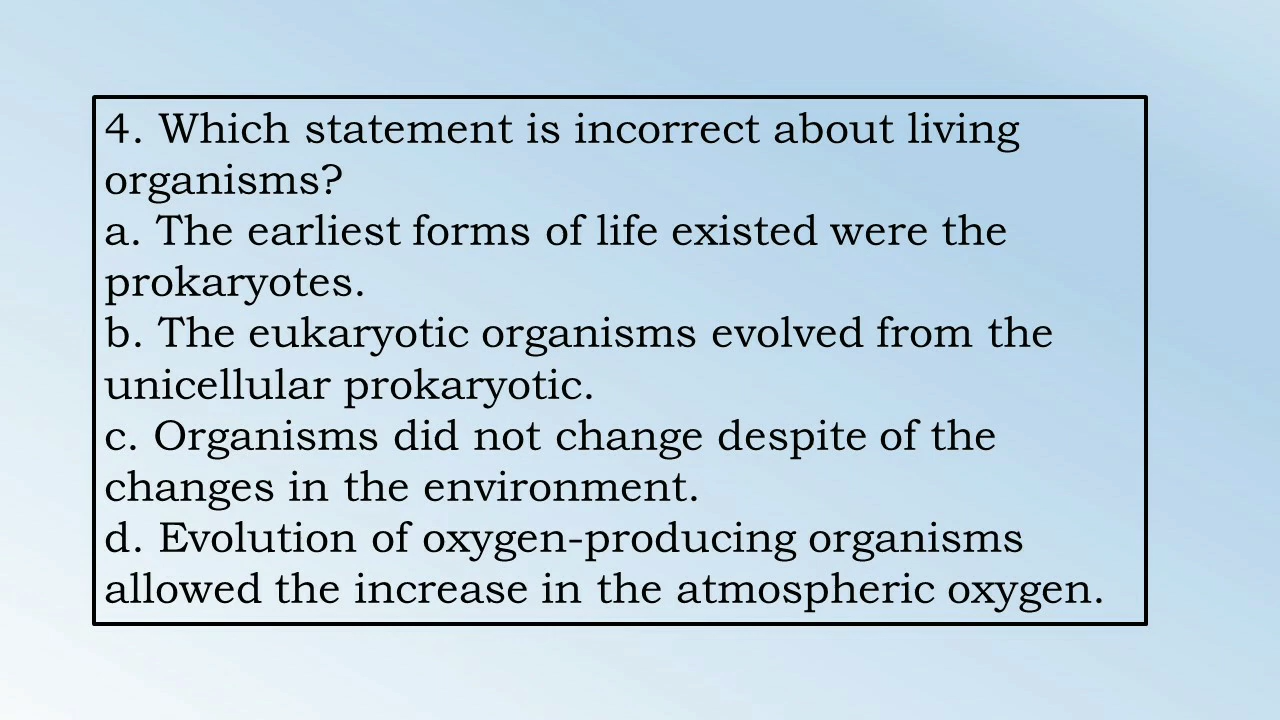 4. Which statement is incorrect about living
organisms?
a. The earliest forms of life existed were the
prokaryotes.
b. The eukaryotic organisms evolved from the
unicellular prokaryotic.
c. Organisms did not change despite of the
changes in the environment.
d. Evolution of oxygen-producing organisms
allowed the increase in the atmospheric oxygen.